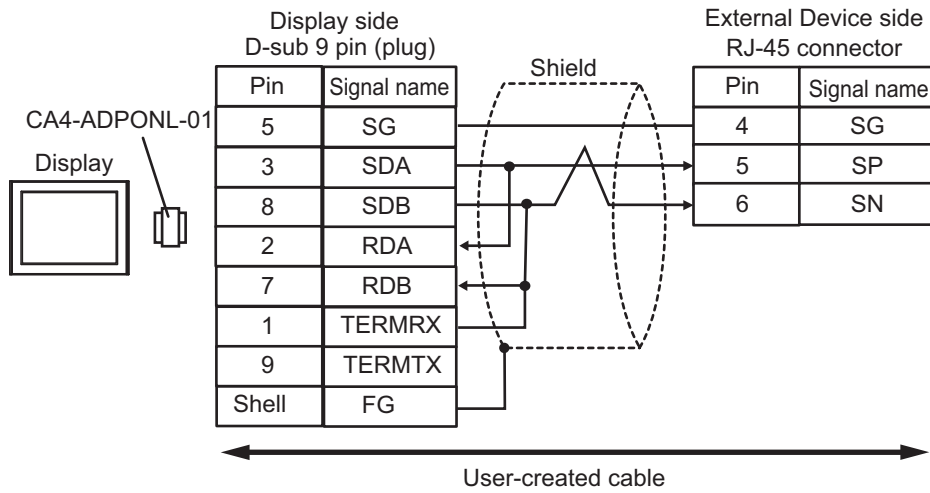 Display side
D-sub 9 pin (plug)
External Device side
RJ-45 connector
Shield
CA4-ADPONL-01
Display
Pin Signal name
5 SG
3 SDA
8 SDB
2 RDA
7 RDB
1 TERMRX
9 TERMTX
Shell FG
Pin Signal name
4 SG
5 SP
6 SN
User-created cable